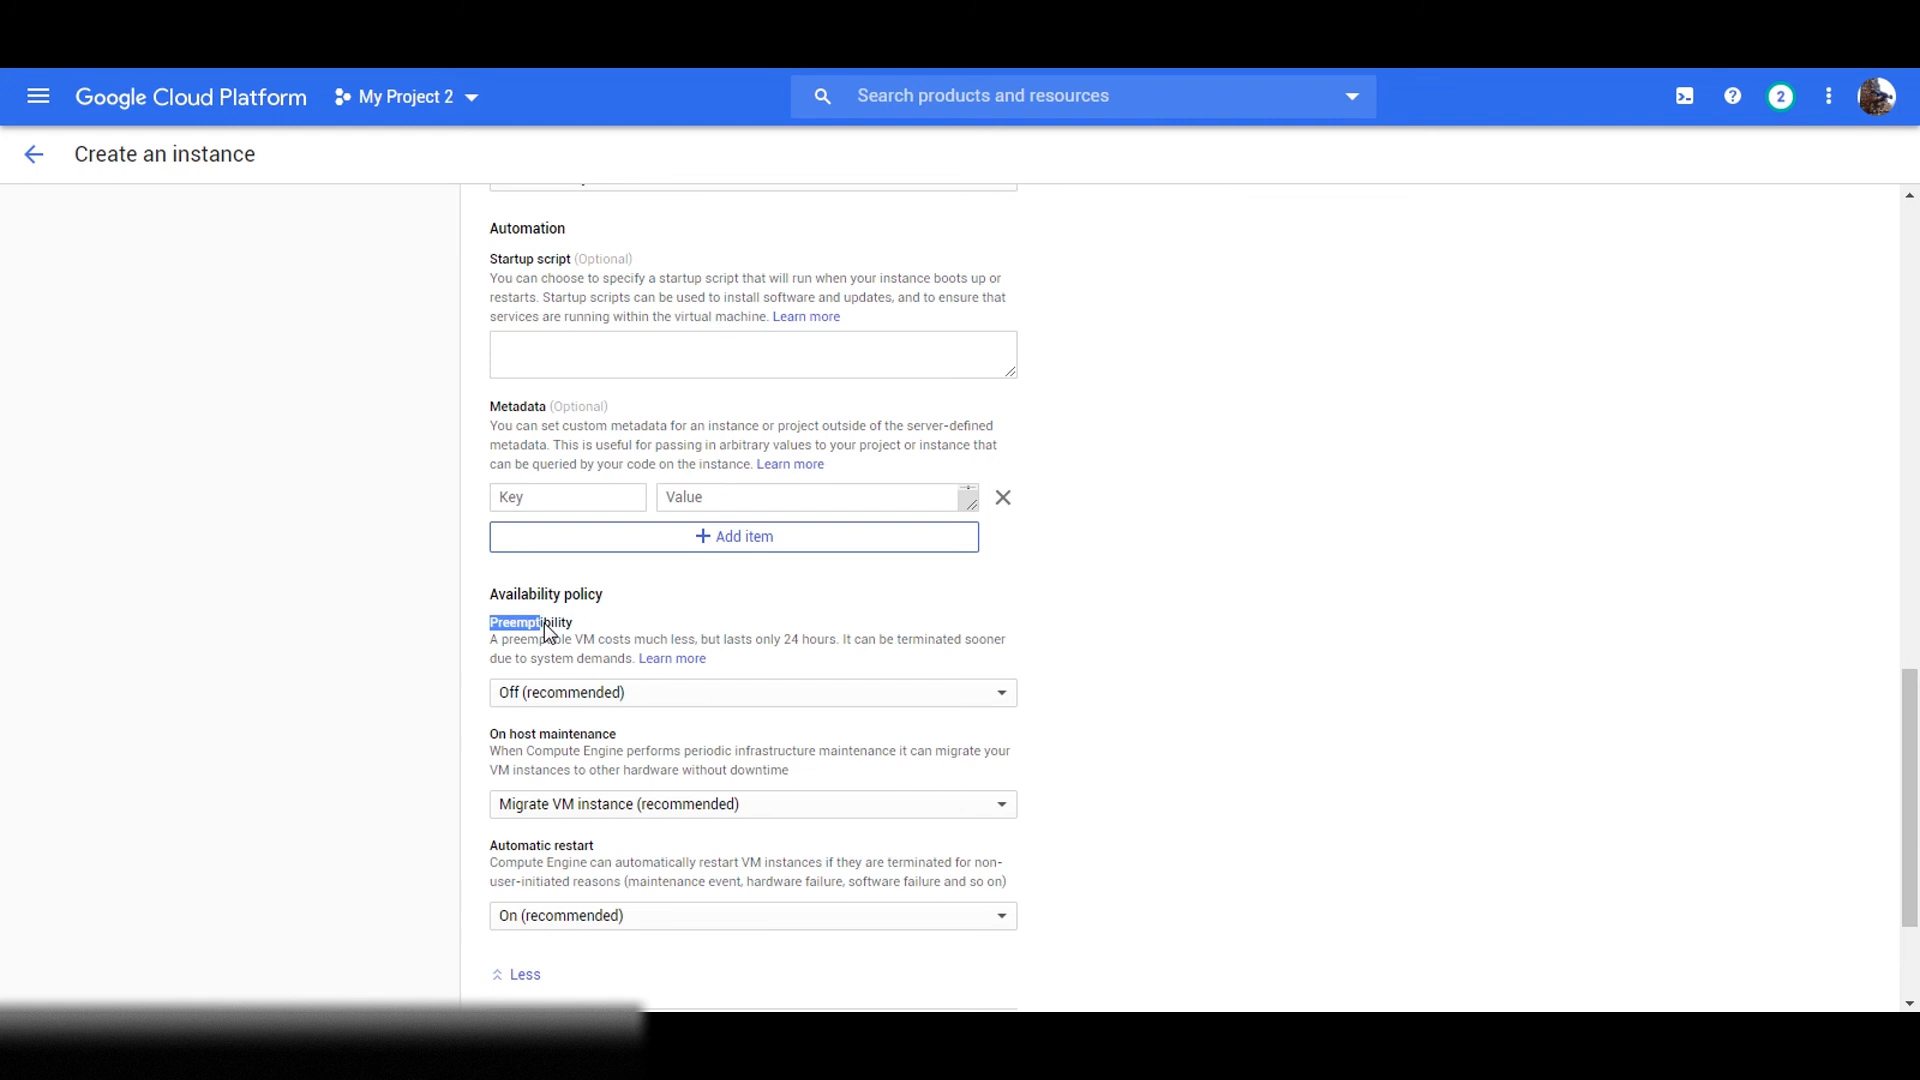 Google Cloud Platform
My Project 2
Search products and resources
2
Create an instance
Automation
Startup script (Optional)
You can choose to specify a startup script that will run when your instance boots up or
restarts. Startup scripts can be used to install software and updates, and to ensure that
services are running within the virtual machine. Learn more
Metadata (Optional)
You can set custom metadata for an instance or project outside of the server-defined
metadata. This is useful for passing in arbitrary values to your project or instance that
can be queried by your code on the instance. Learn more
Key
Value
Add item
Availability policy
Preemptibility
A preemptible VM costs much less, but lasts only 24 hours. It can be terminated sooner
due to system demands. Learn more
Off (recommended)
On host maintenance
When Compute Engine performs periodic infrastructure maintenance it can migrate your
VM instances to other hardware without downtime
Migrate VM instance (recommended)
Automatic restart
Compute Engine can automatically restart VM instances if they are terminated for non-
user-initiated reasons (maintenance event, hardware failure, software failure and so on)
On (recommended)
Less